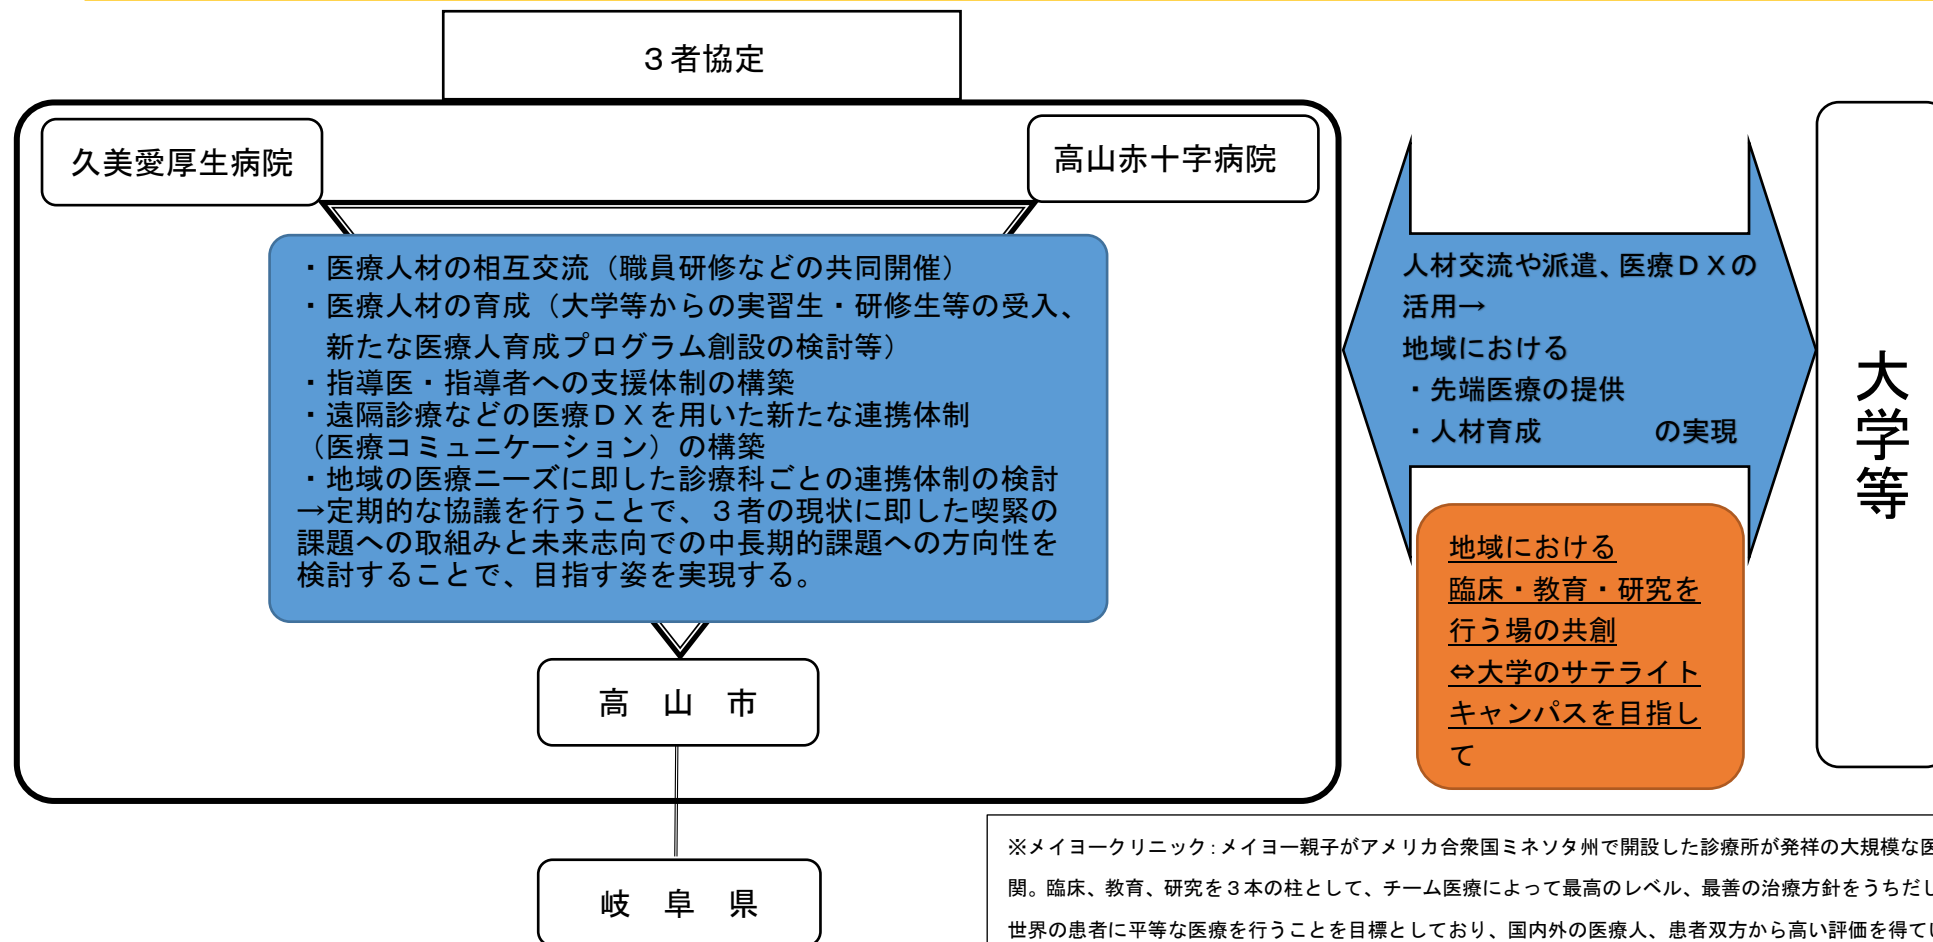 ３者協定
久美愛厚生病院
高山赤十字病院
・医療人材の相互交流（職員研修などの共同開催）
・医療人材の育成（大学等からの実習生・研修生等の受入、
新たな医療人育成プログラム創設の検討等）
・指導医・指導者への支援体制の構築
・遠隔診療などの医療ＤＸを用いた新たな連携体制
（医療コミュニケーション）の構築
・地域の医療ニーズに即した診療科ごとの連携体制の検討
→定期的な協議を行うことで、３者の現状に即した喫緊の
課題への取組みと未来志向での中長期的課題への方向性を
検討することで、目指す姿を実現する。
高　山　市
岐　阜　県
人材交流や派遣、医療ＤＸの
活用→
地域における
・先端医療の提供
・人材育成　　　　の実現
地域における
臨床・教育・研究を
行う場の共創
⇔大学のサテライト
キャンパスを目指し
て
大学等
※メイヨークリニック：メイヨー親子がアメリカ合衆国ミネソタ州で開設した診療所が発祥の大規模な医
関。臨床、教育、研究を３本の柱として、チーム医療によって最高のレベル、最善の治療方針をうちだし
世界の患者に平等な医療を行うことを目標としており、国内外の医療人、患者双方から高い評価を得てい